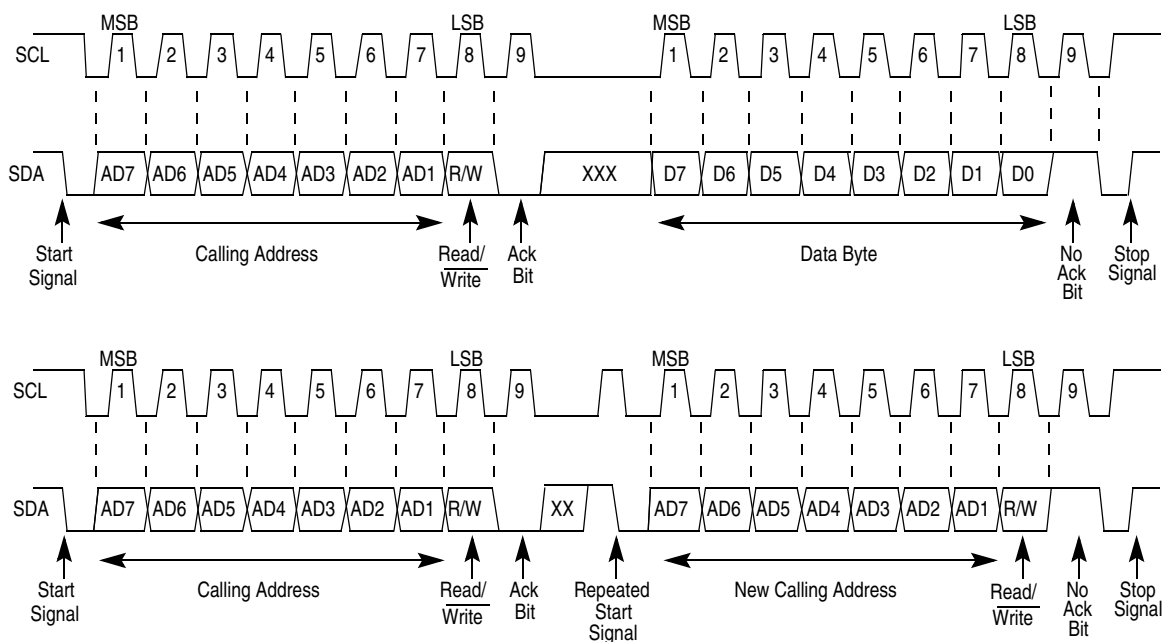 MSB LSB MSB LSB
SCL 1 2 3 4 5 6 7 8 9 1 2 3 4 5 6 7 8 9
SDA AD7 AD6 AD5 AD4 AD3 AD2 AD1 R/W XXX D7 D6 D5 D4 D3 D2 D1 D0
Start Signal
Calling Address
Read/ Write
Ack Bit
Data Byte
No Ack Bit
Stop Signal
MSB LSB MSB LSB
SCL 1 2 3 4 5 6 7 8 9 1 2 3 4 5 6 7 8 9
SDA AD7 AD6 AD5 AD4 AD3 AD2 AD1 R/W XX AD7 AD6 AD5 AD4 AD3 AD2 AD1 R/W
Start Signal
Calling Address
Read/ Write
Ack Bit
Repeated Start Signal
New Calling Address
Read/ Write
No Ack Bit
Stop Signal